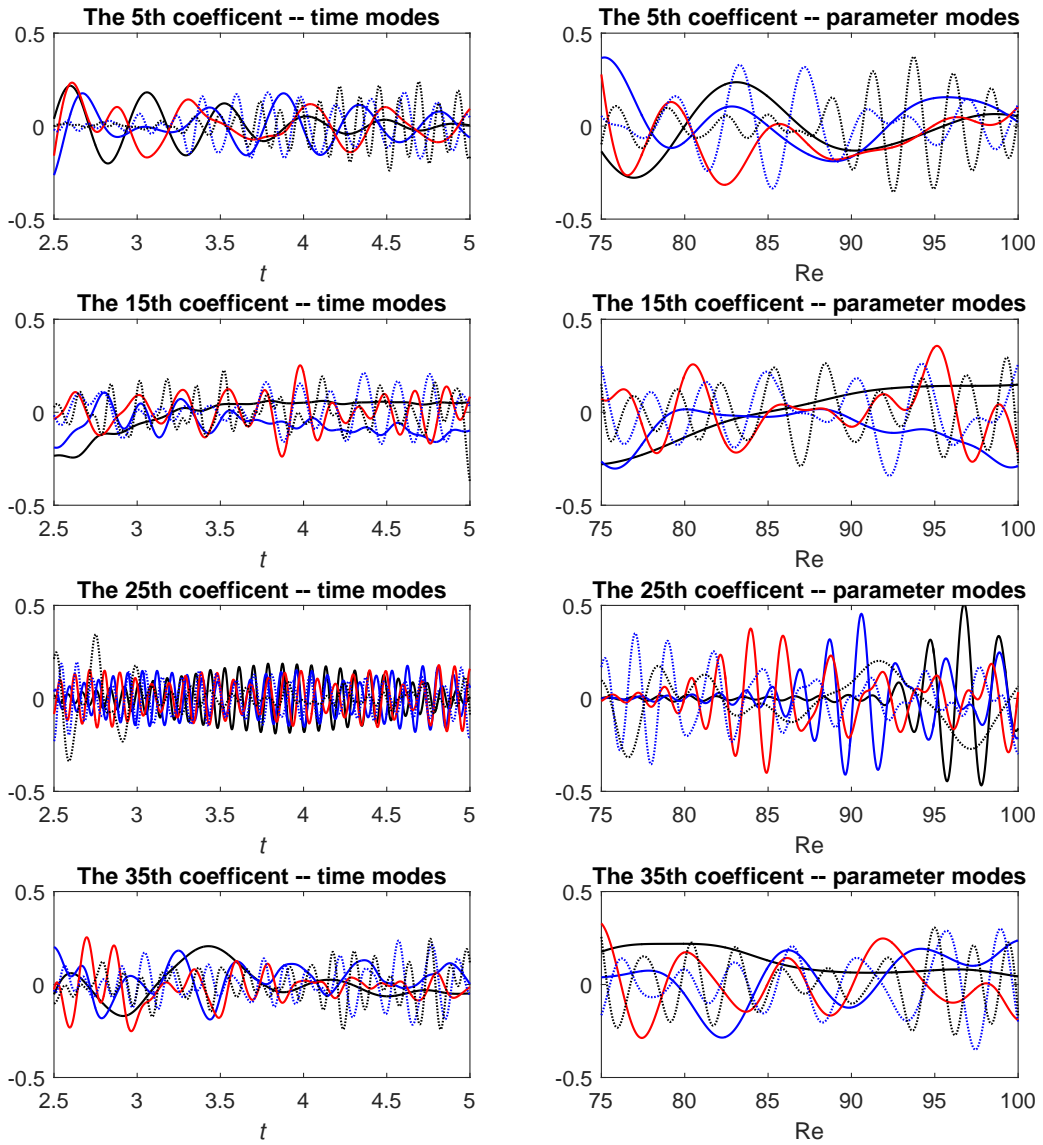 The 5th coefficent -- time modes
0.5
0
-0.5
2.5 3 3.5 4 4.5 5
t
The 5th coefficent -- parameter modes
0.5
0
-0.5
75 80 85 90 95 100
Re
The 15th coefficent -- time modes
0.5
0
-0.5
2.5 3 3.5 4 4.5 5
t
The 15th coefficent -- parameter modes
0.5
0
-0.5
75 80 85 90 95 100
Re
The 25th coefficent -- time modes
0.5
0
-0.5
2.5 3 3.5 4 4.5 5
t
The 25th coefficent -- parameter modes
0.5
0
-0.5
75 80 85 90 95 100
Re
The 35th coefficent -- time modes
0.5
0
-0.5
2.5 3 3.5 4 4.5 5
t
The 35th coefficent -- parameter modes
0.5
0
-0.5
75 80 85 90 95 100
Re